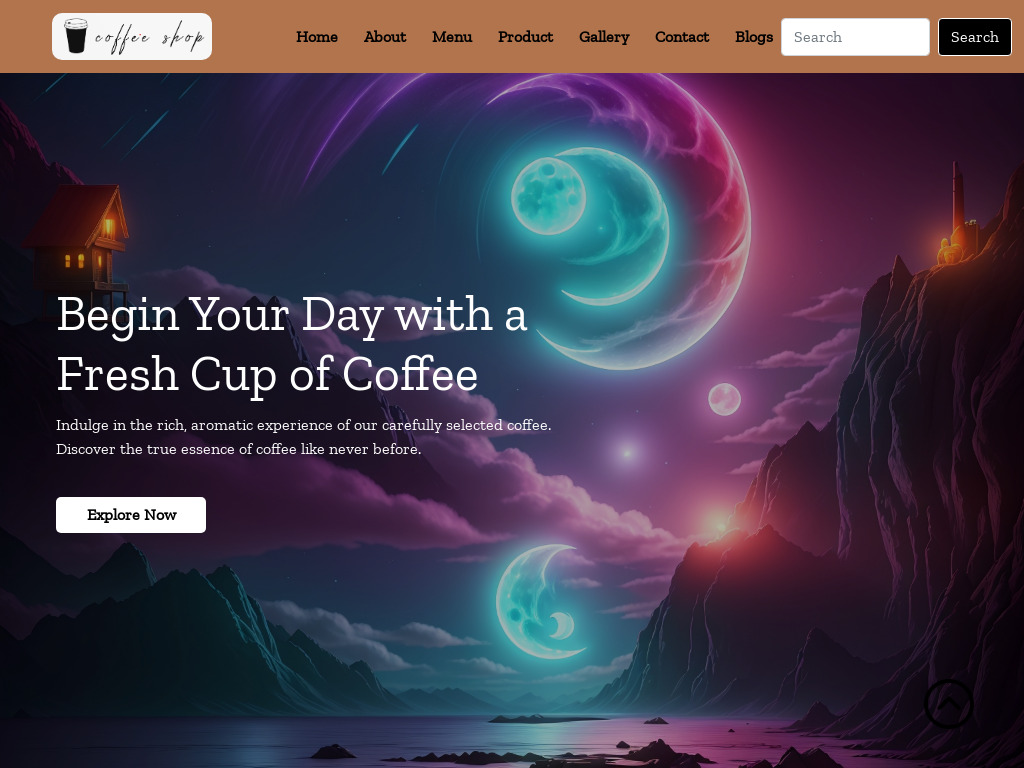 coffee shop
Home About Menu Product Gallery Contact Blogs Search Search
Begin Your Day with a
Fresh Cup of Coffee
Indulge in the rich, aromatic experience of our carefully selected coffee.
Discover the true essence of coffee like never before.
Explore Now